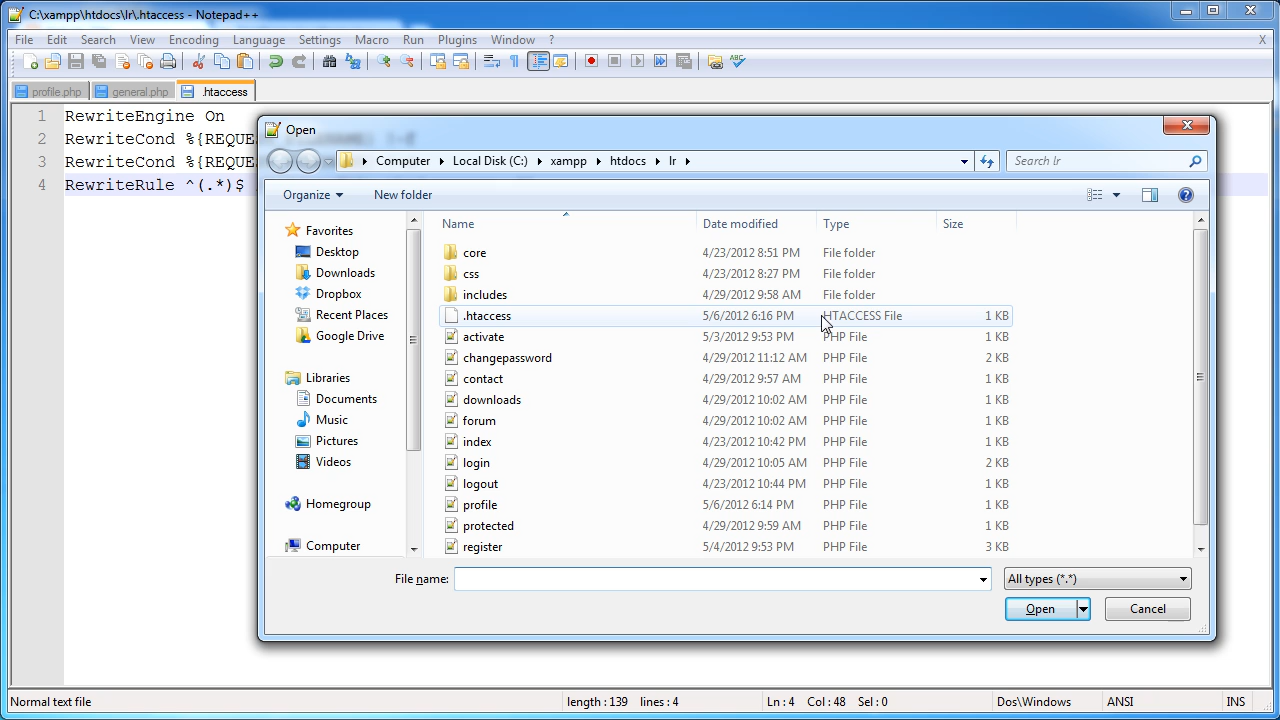 C:\xampp\htdocs\lr\.htaccess - Notepad++
File Edit Search View Encoding Language Settings Macro Run Plugins Window ? X
profile.php general.php .htaccess
1 RewriteEngine On
2 RewriteCond %{REQUE
3 RewriteCond %{REQUE
4 RewriteRule ^(.*)$
Open
Computer Local Disk (C:) xampp htdocs lr Search lr
Organize New folder
Name Date modified Type Size
Favorites
Desktop
Downloads
Dropbox
Recent Places
Google Drive
Libraries
Documents
Music
Pictures
Videos
Homegroup
Computer
core 4/23/2012 8:51 PM File folder
css 4/23/2012 8:27 PM File folder
includes 4/29/2012 9:58 AM File folder
.htaccess 5/6/2012 6:16 PM HTACCESS File 1 KB
activate 5/3/2012 9:53 PM PHP File 1 KB
changepassword 4/29/2012 11:12 AM PHP File 2 KB
contact 4/29/2012 9:57 AM PHP File 1 KB
downloads 4/29/2012 10:02 AM PHP File 1 KB
forum 4/29/2012 10:02 AM PHP File 1 KB
index 4/23/2012 10:42 PM PHP File 1 KB
login 4/29/2012 10:05 AM PHP File 2 KB
logout 4/23/2012 10:44 PM PHP File 1 KB
profile 5/6/2012 6:14 PM PHP File 1 KB
protected 4/29/2012 9:59 AM PHP File 1 KB
register 5/4/2012 9:53 PM PHP File 3 KB
File name: All types (*.*)
Open Cancel
Normal text file length : 139 lines : 4 Ln : 4 Col : 48 Sel : 0 Dos\Windows ANSI INS